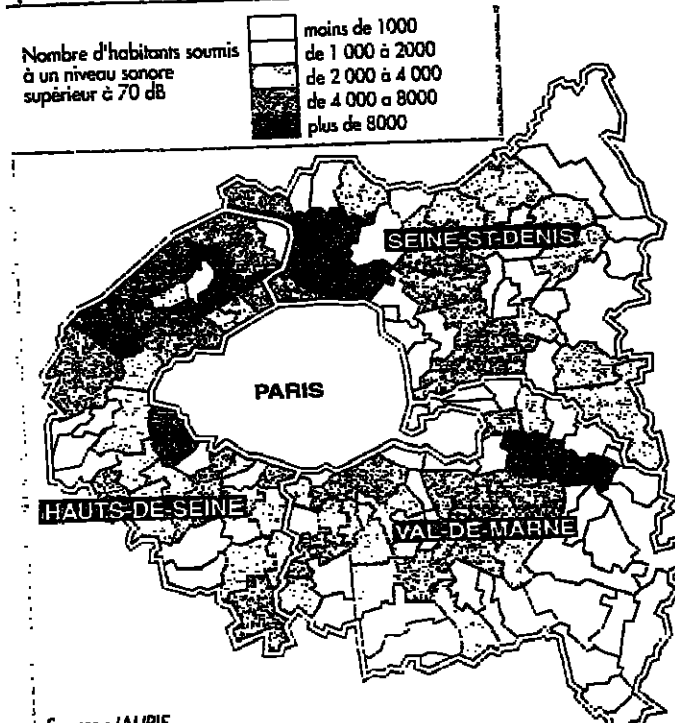 Nombre d'habitants soumis
à un niveau sonore
supérieur à 70 dB
moins de 1000
de 1 000 à 2000
de 2 000 à 4 000
de 4 000 a 8000
plus de 8000
SEINE-ST-DENIS
PARIS
HAUTS-DE-SEINE
VAL-DE-MARNE